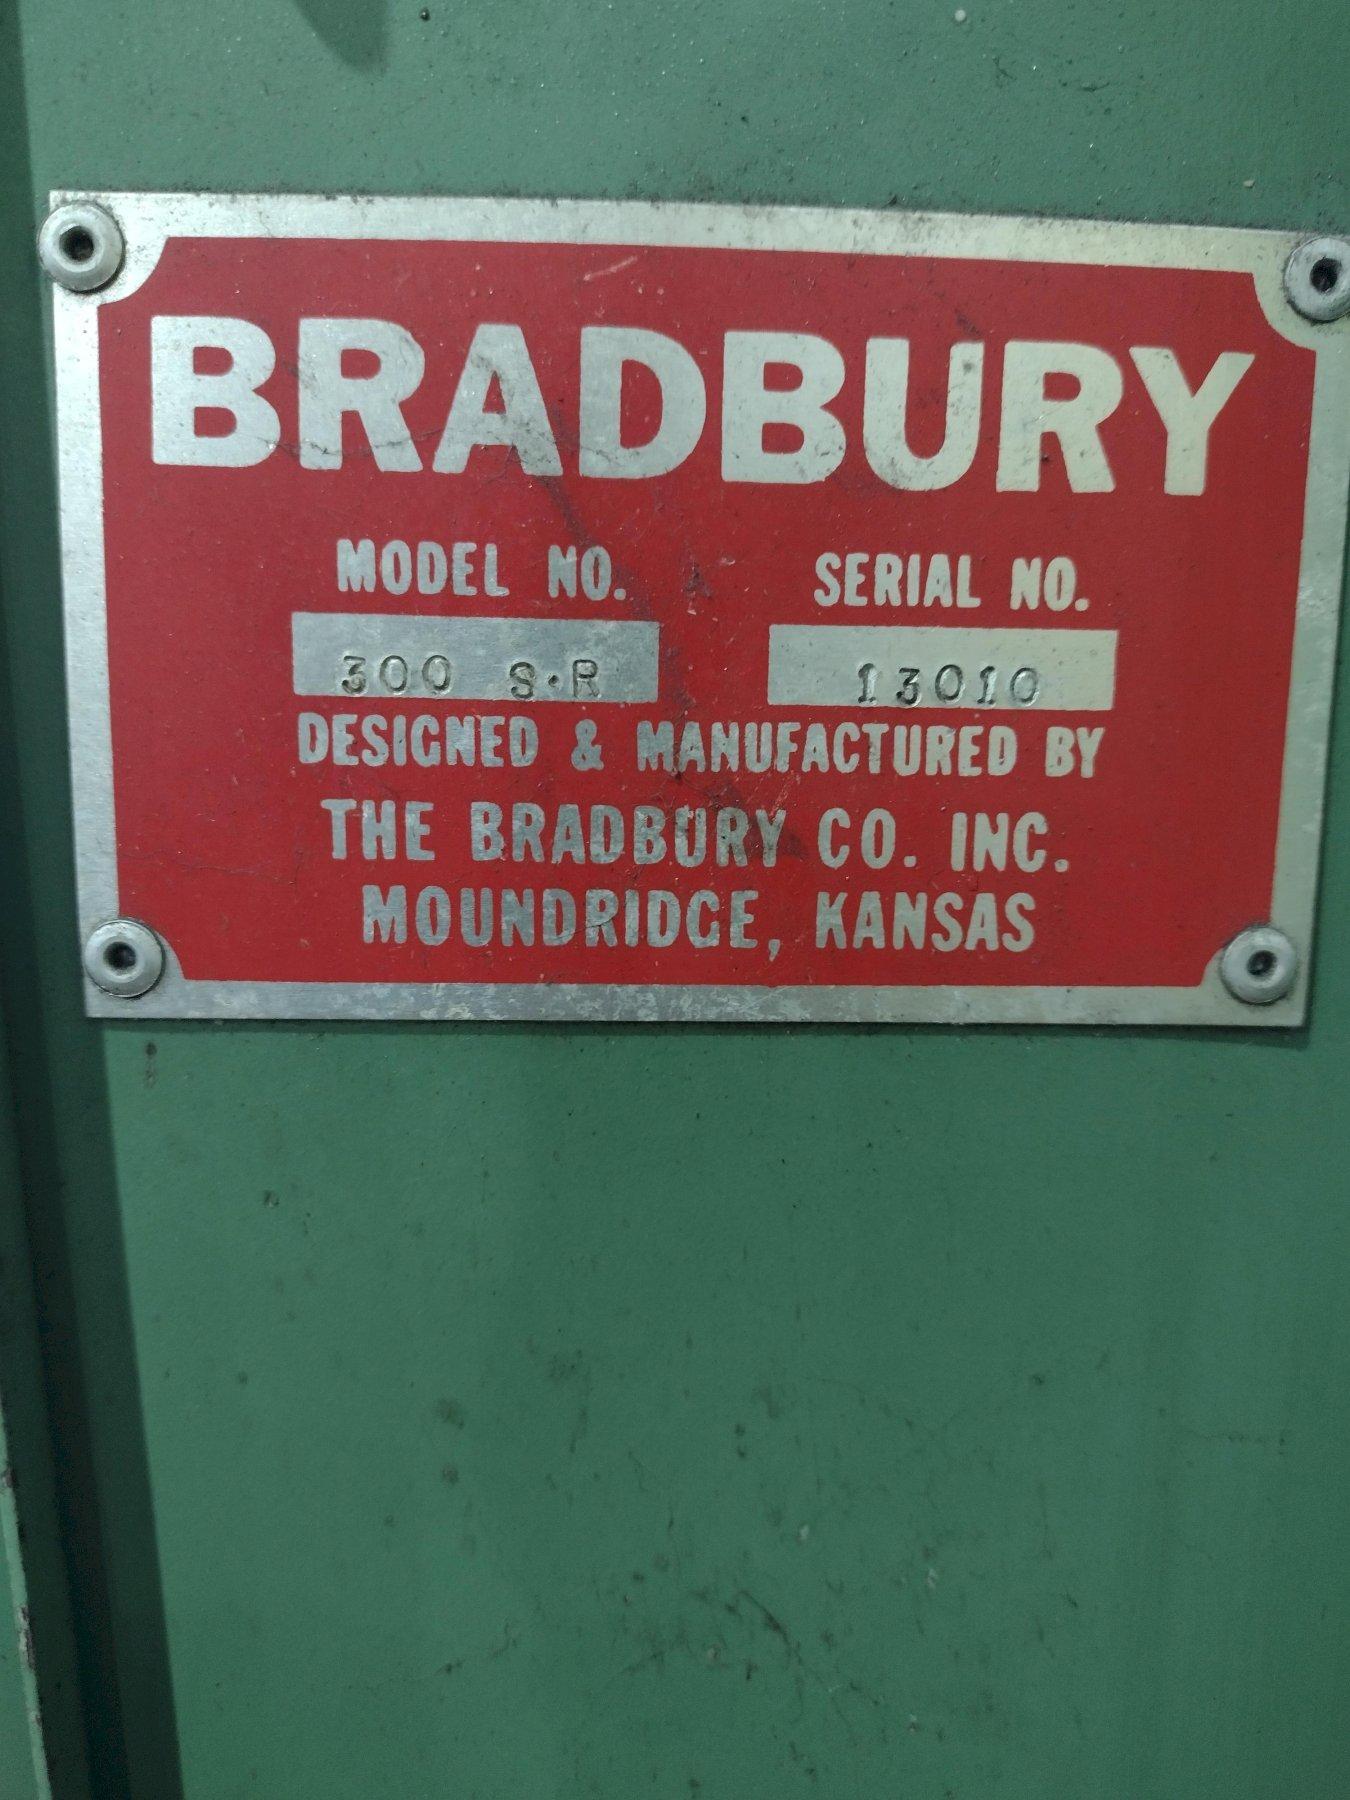 BRADBURY
MODEL NO. SERIAL NO.
300 S·R 13010
DESIGNED & MANUFACTURED BY
THE BRADBURY CO. INC.
MOUNDRIDGE, KANSAS